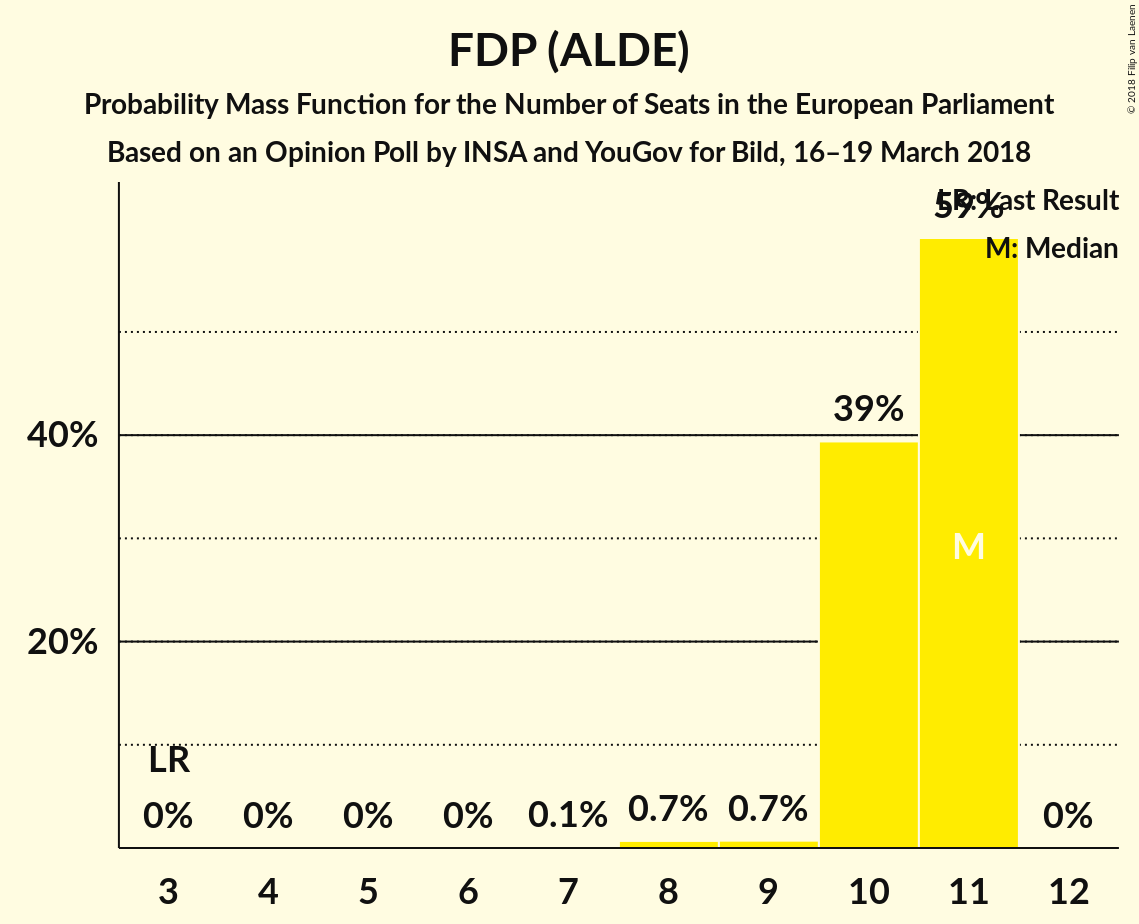 FDP (ALDE)
Probability Mass Function for the Number of Seats in the European Parliament
Based on an Opinion Poll by INSA and YouGov for Bild, 16–19 March 2018
© 2018 Filip van Laenen
LR: Last Result
M: Median
59%
39%
40%
M
20%
LR
0% 0% 0% 0% 0.1% 0.7% 0.7% 0%
3 4 5 6 7 8 9 10 11 12